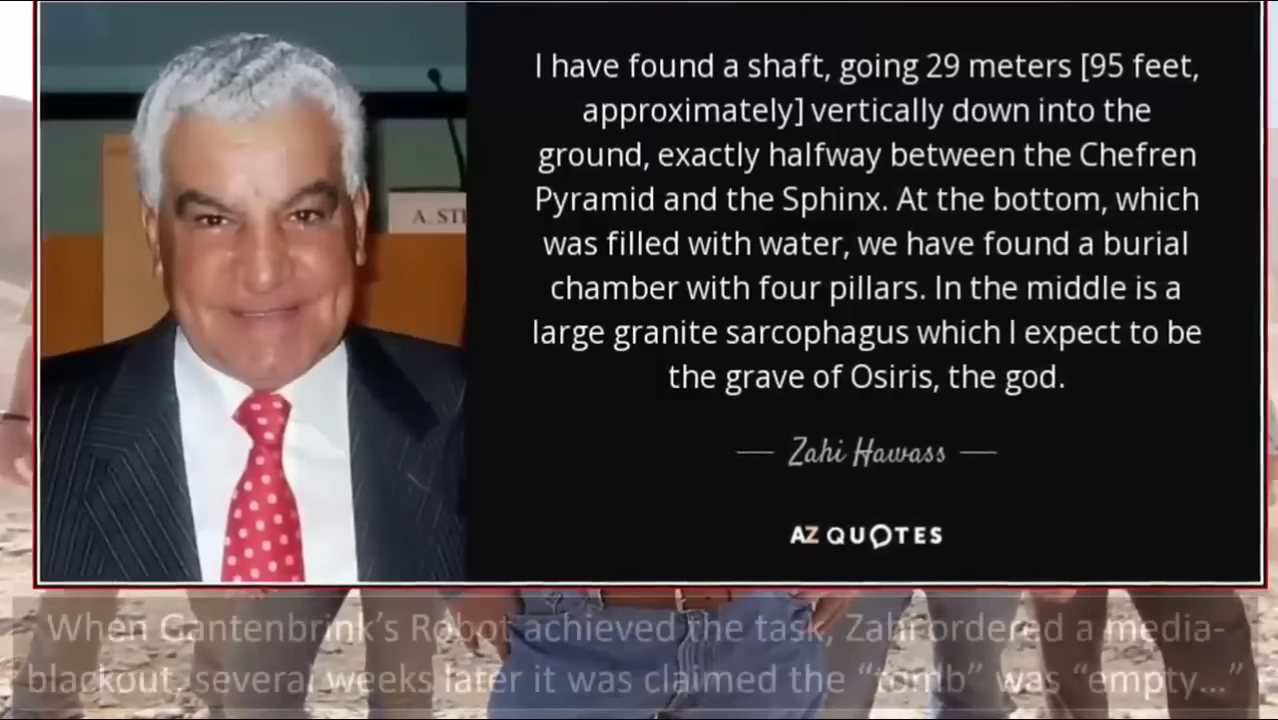 A. STE
I have found a shaft, going 29 meters [95 feet,
approximately] vertically down into the
ground, exactly halfway between the Chefren
Pyramid and the Sphinx. At the bottom, which
was filled with water, we have found a burial
chamber with four pillars. In the middle is a
large granite sarcophagus which I expect to be
the grave of Osiris, the god.
Zahi Hawass
AZ QUOTES
When Gantenbrink's Robot achieved the task, Zahi ordered a media-
blackout, several weeks later it was claimed the “tomb” was “empty...”